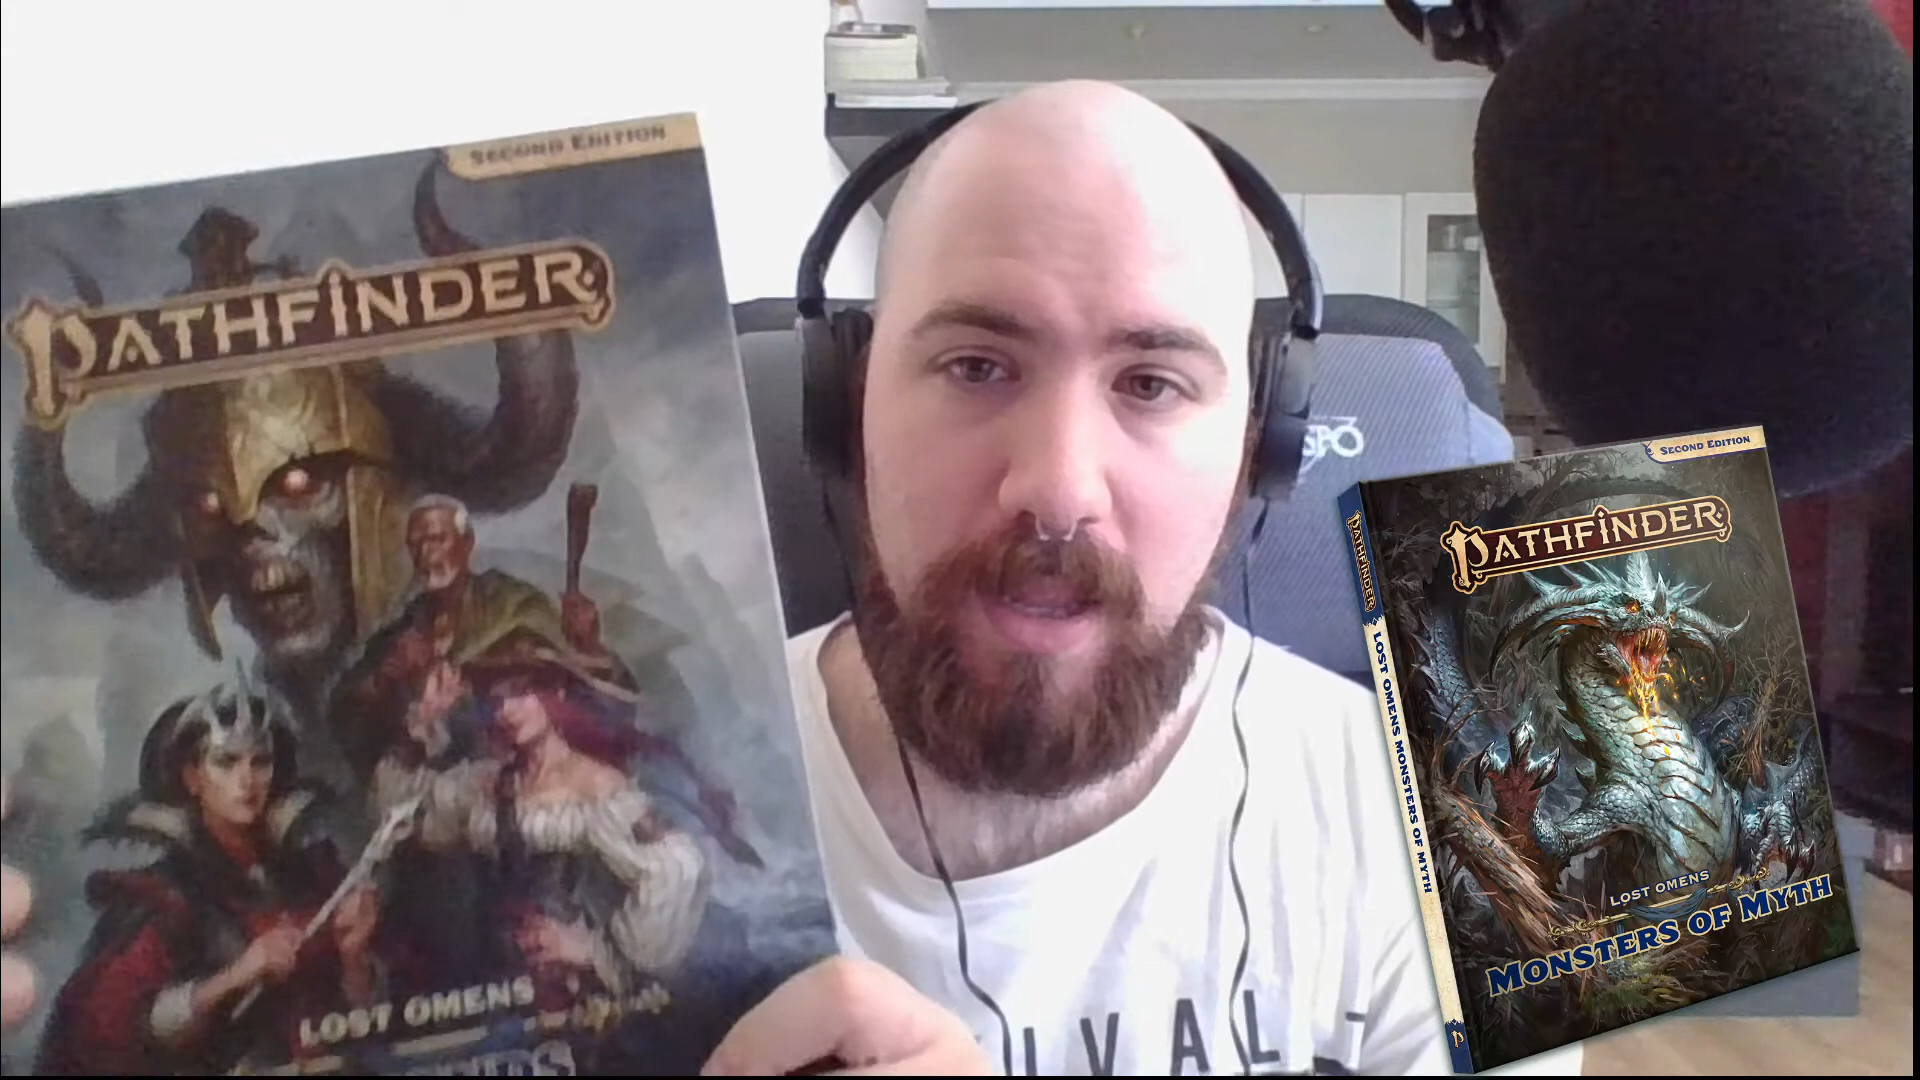 SECOND EDITION
PATHFINDER
LOST OMENS
SP3
SECOND EDITION
PATHFINDER
LOST OMENS
MONSTERS OF MYTH
PATHFINDER LOST OMENS MONSTERS OF MYTH